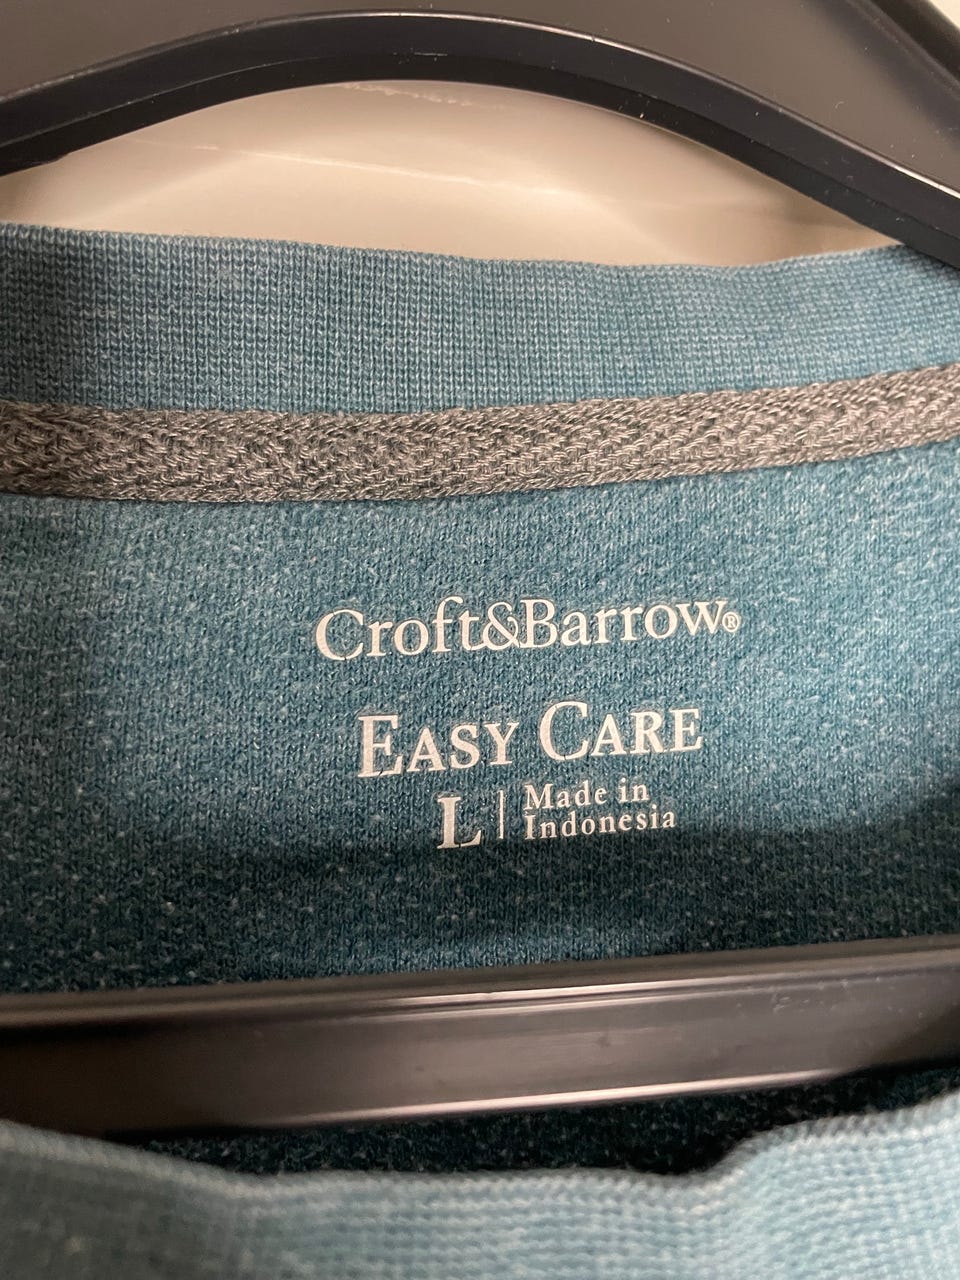 Croft&Barrow®
EASY CARE
L | Made in
Indonesia